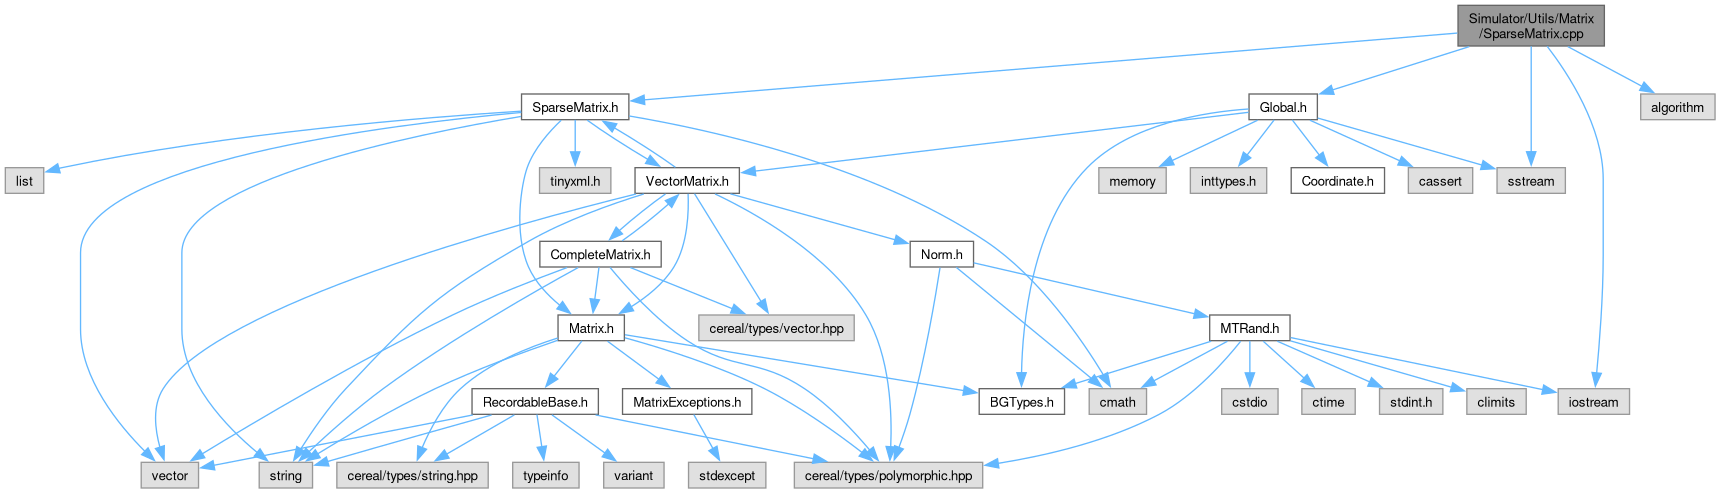 Simulator/Utils/Matrix
/SparseMatrix.cpp
SparseMatrix.h
Global.h
algorithm
list
tinyxml.h
VectorMatrix.h
memory
inttypes.h
Coordinate.h
cassert
sstream
CompleteMatrix.h
Norm.h
Matrix.h
cereal/types/vector.hpp
MTRand.h
RecordableBase.h
MatrixExceptions.h
BGTypes.h
cmath
cstdio
ctime
stdint.h
climits
iostream
vector
string
cereal/types/string.hpp
typeinfo
variant
stdexcept
cereal/types/polymorphic.hpp